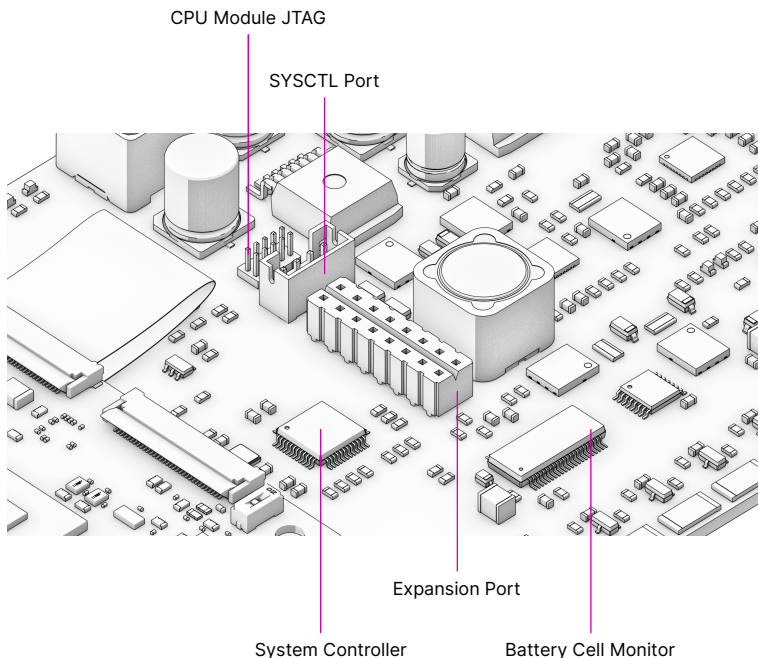 CPU Module JTAG
SYSCTL Port
Expansion Port
System Controller
Battery Cell Monitor